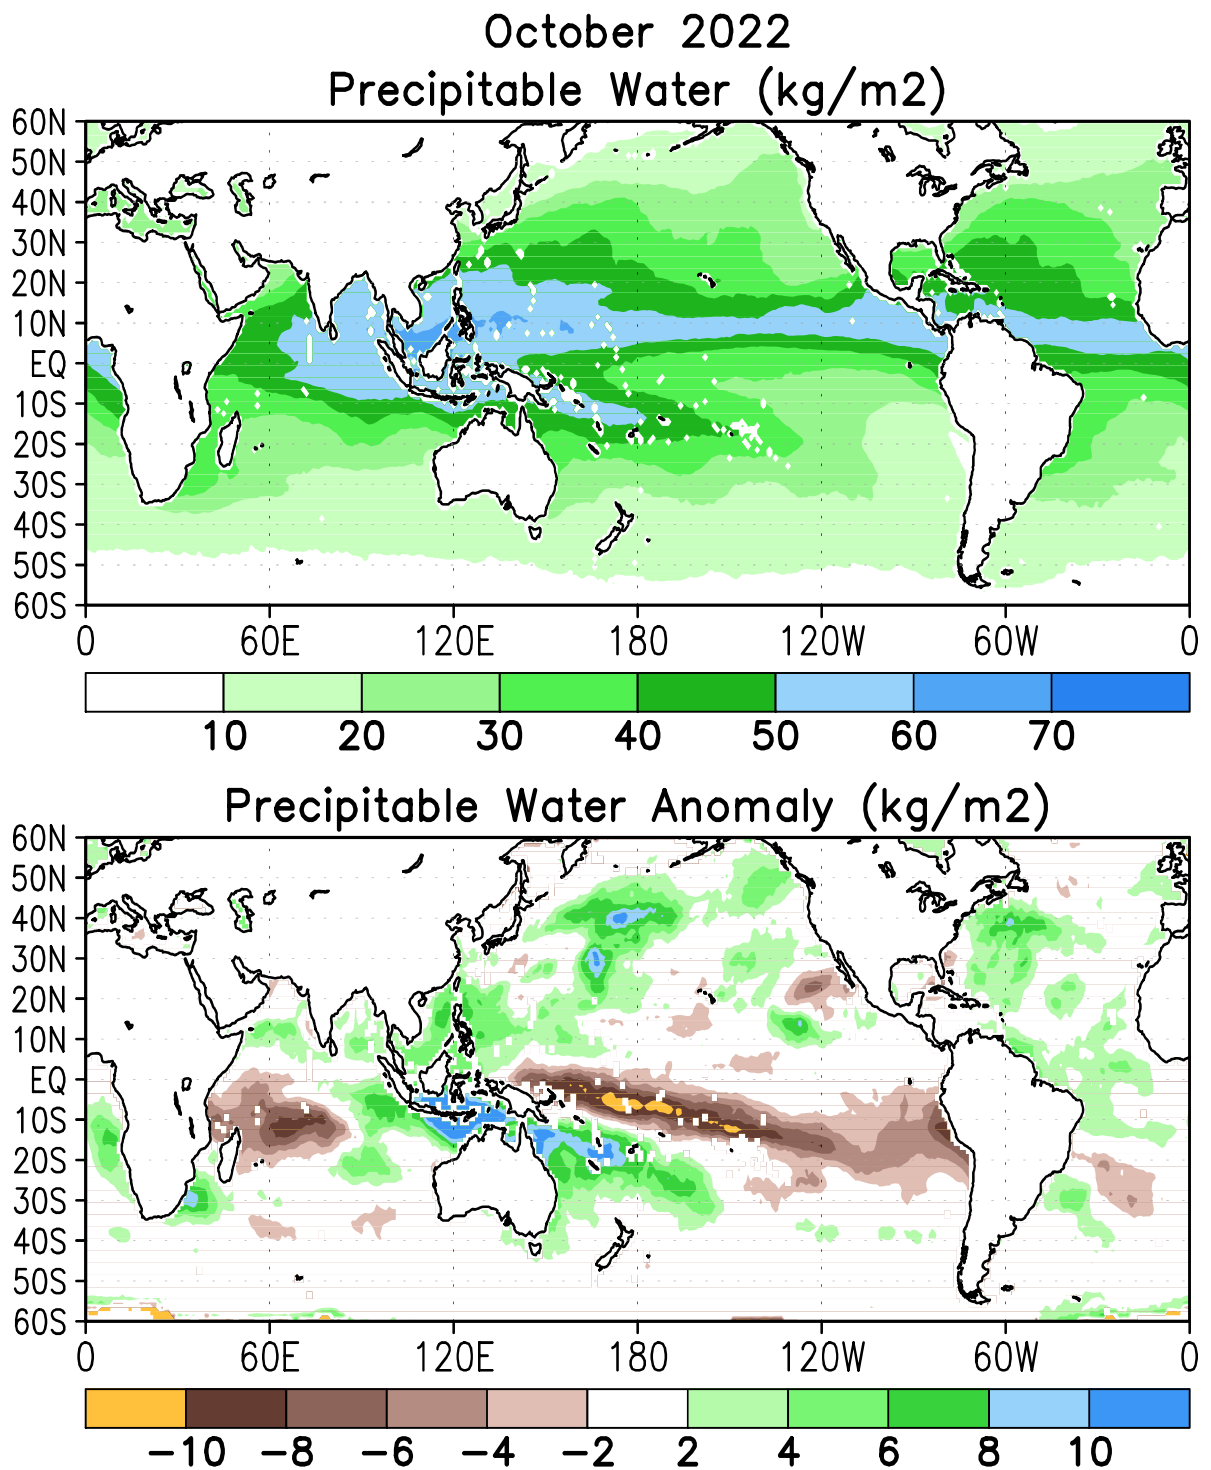 October 2022
Precipitable Water (kg/m2)
60N
50N
40N
30N
20N
10N
EQ
10S
20S
30S
40S
50S
60S
0 60E 120E 180 120W 60W 0
10 20 30 40 50 60 70
Precipitable Water Anomaly (kg/m2)
60N
50N
40N
30N
20N
10N
EQ
10S
20S
30S
40S
50S
60S
0 60E 120E 180 120W 60W 0
−10 −8 −6 −4 −2 2 4 6 8 10